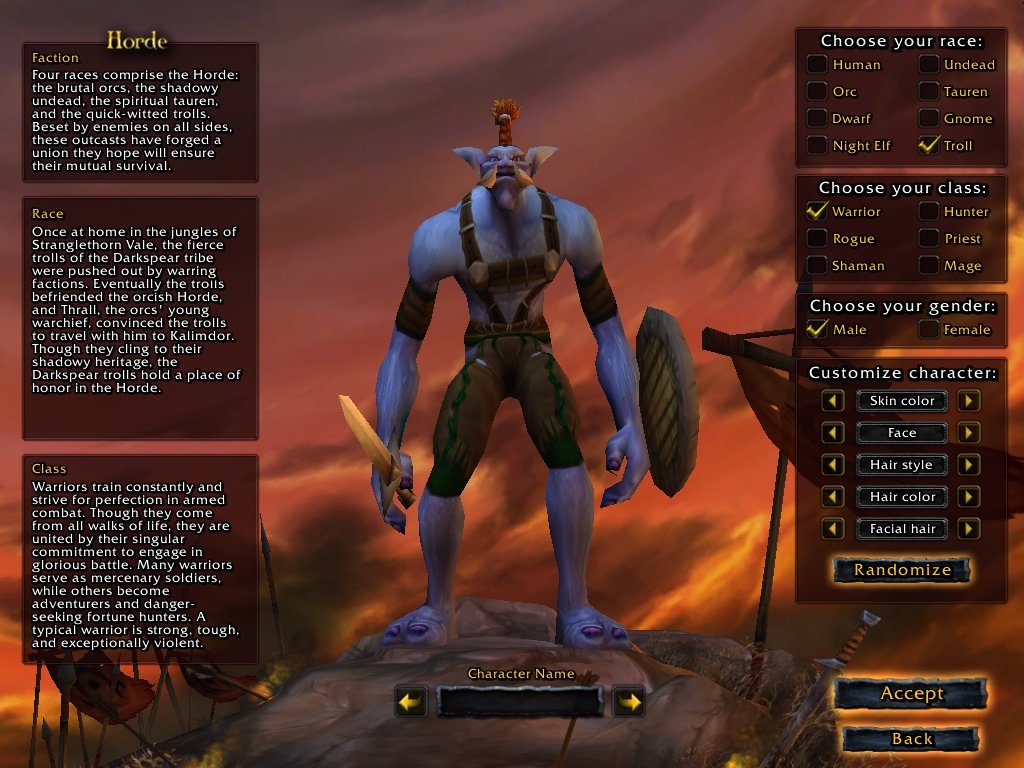 Horde
Faction
Four races comprise the Horde:
the brutal orcs, the shadowy
undead, the spiritual tauren,
and the quick-witted trolls.
Beset by enemies on all sides,
these outcasts have forged a
union they hope will ensure
their mutual survival.
Race
Once at home in the jungles of
Stranglethorn Vale, the fierce
trolls of the Darkspear tribe
were pushed out by warring
factions. Eventually the trolls
befriended the orcish Horde,
and Thrall, the orcs' young
warchief, convinced the trolls
to travel with him to Kalimdor.
Though they cling to their
shadowy heritage, the
Darkspear trolls hold a place of
honor in the Horde.
Class
Warriors train constantly and
strive for perfection in armed
combat. Though they come
from all walks of life, they are
united by their singular
commitment to engage in
glorious battle. Many warriors
serve as mercenary soldiers,
while others become
adventurers and danger-
seeking fortune hunters. A
typical warrior is strong, tough,
and exceptionally violent.
Character Name
Choose your race:
Human Undead
Orc Tauren
Dwarf Gnome
Night Elf Troll
Choose your class:
Warrior Hunter
Rogue Priest
Shaman Mage
Choose your gender:
Male Female
Customize character:
Skin color
Face
Hair style
Hair color
Facial hair
Randomize
Accept
Back